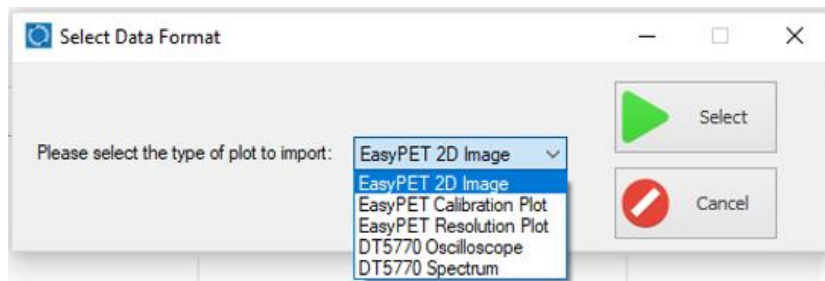 Select Data Format
Please select the type of plot to import:
EasyPET 2D Image
EasyPET 2D Image
EasyPET Calibration Plot
EasyPET Resolution Plot
DT5770 Oscilloscope
DT5770 Spectrum
Select
Cancel